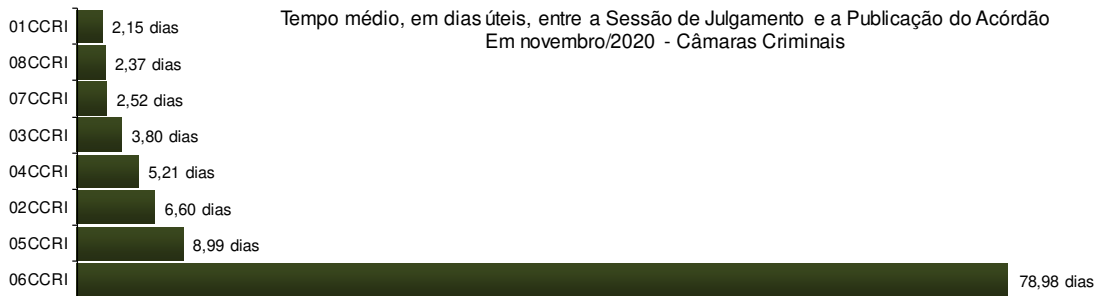 Tempo médio, em dias úteis, entre a Sessão de Julgamento e a Publicação do Acórdão
Em novembro/2020 - Câmaras Criminais
01CCRI 2,15 dias
08CCRI 2,37 dias
07CCRI 2,52 dias
03CCRI 3,80 dias
04CCRI 5,21 dias
02CCRI 6,60 dias
05CCRI 8,99 dias
06CCRI 78,98 dias